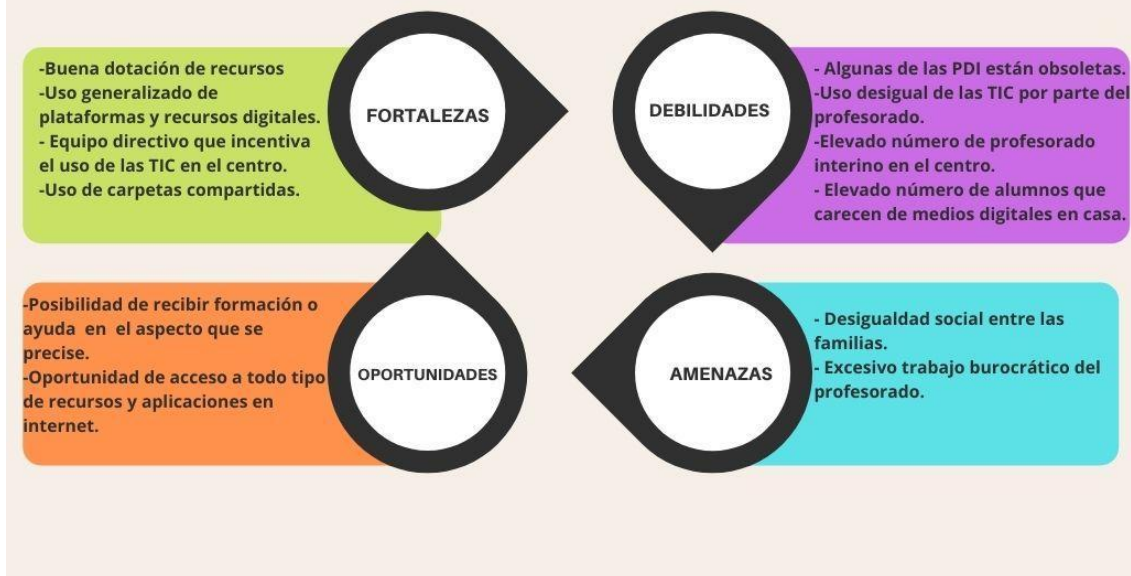 FORTALEZAS
-Buena dotación de recursos
-Uso generalizado de
plataformas y recursos digitales.
- Equipo directivo que incentiva
el uso de las TIC en el centro.
-Uso de carpetas compartidas.
DEBILIDADES
- Algunas de las PDI están obsoletas.
-Uso desigual de las TIC por parte del
profesorado.
-Elevado número de profesorado
interino en el centro.
- Elevado número de alumnos que
carecen de medios digitales en casa.
OPORTUNIDADES
-Posibilidad de recibir formación o
ayuda en el aspecto que se
precise.
-Oportunidad de acceso a todo tipo
de recursos y aplicaciones en
internet.
AMENAZAS
- Desigualdad social entre las
familias.
- Excesivo trabajo burocrático del
profesorado.